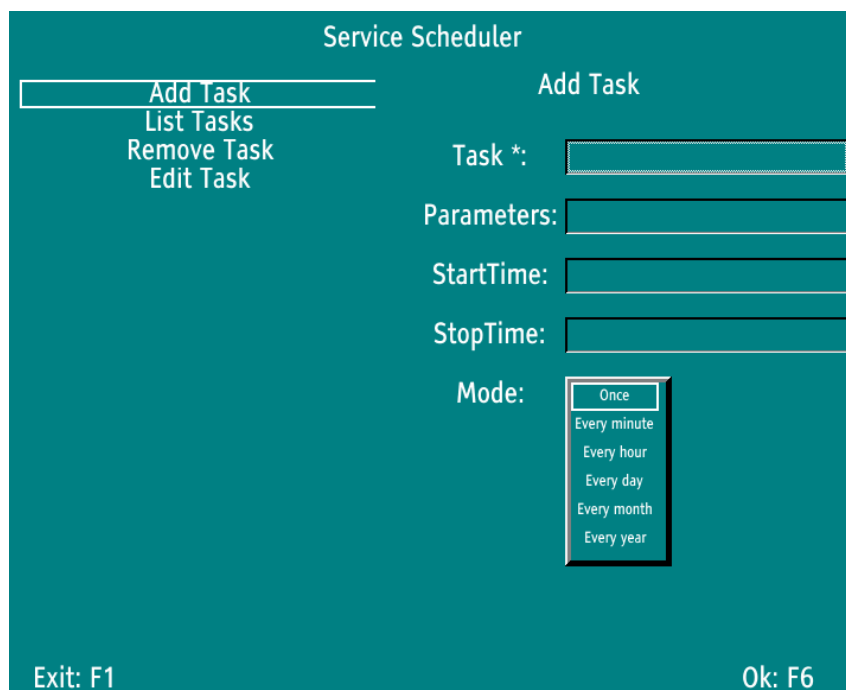 Service Scheduler
Add Task
List Tasks
Remove Task
Edit Task
Add Task
Task *:
Parameters:
StartTime:
StopTime:
Mode:
Once
Every minute
Every hour
Every day
Every month
Every year
Exit: F1
Ok: F6